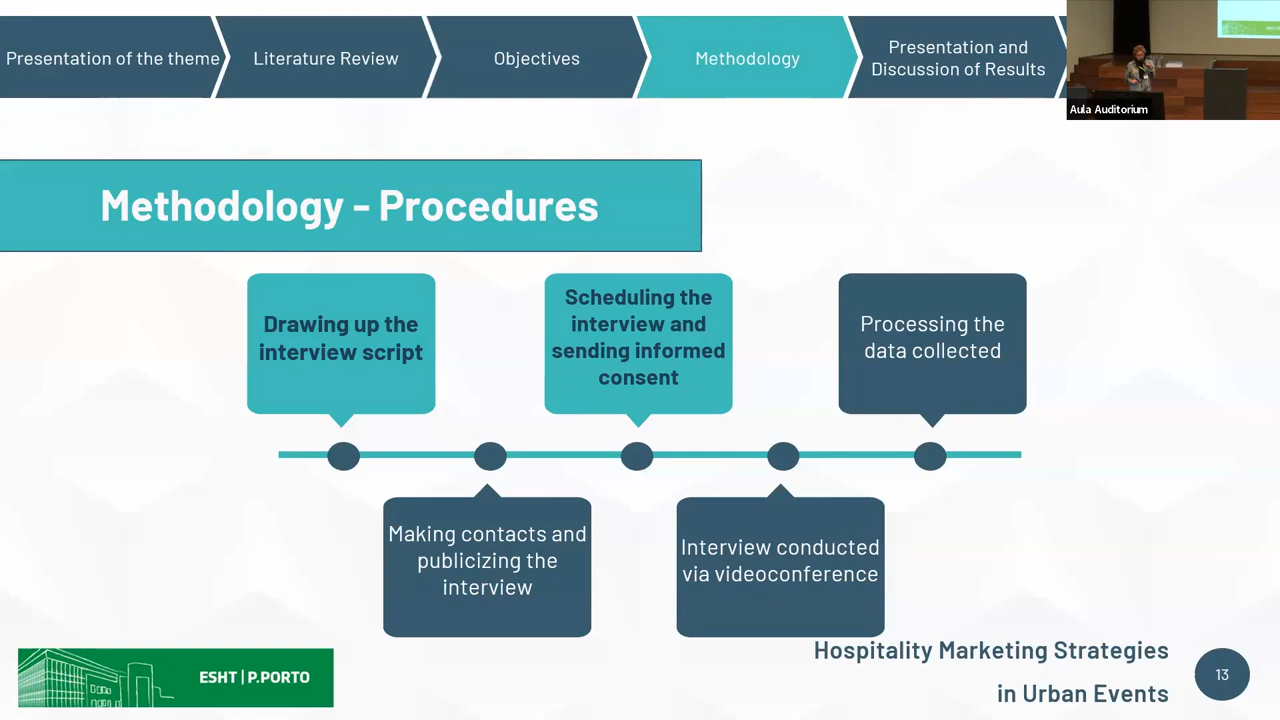 Presentation of the theme
Literature Review
Objectives
Methodology
Presentation and
Discussion of Results
Aula Auditorium
Methodology - Procedures
Drawing up the
interview script
Scheduling the
interview and
sending informed
consent
Processing the
data collected
Making contacts and
publicizing the
interview
Interview conducted
via videoconference
ESHT | P.PORTO
Hospitality Marketing Strategies
in Urban Events
13